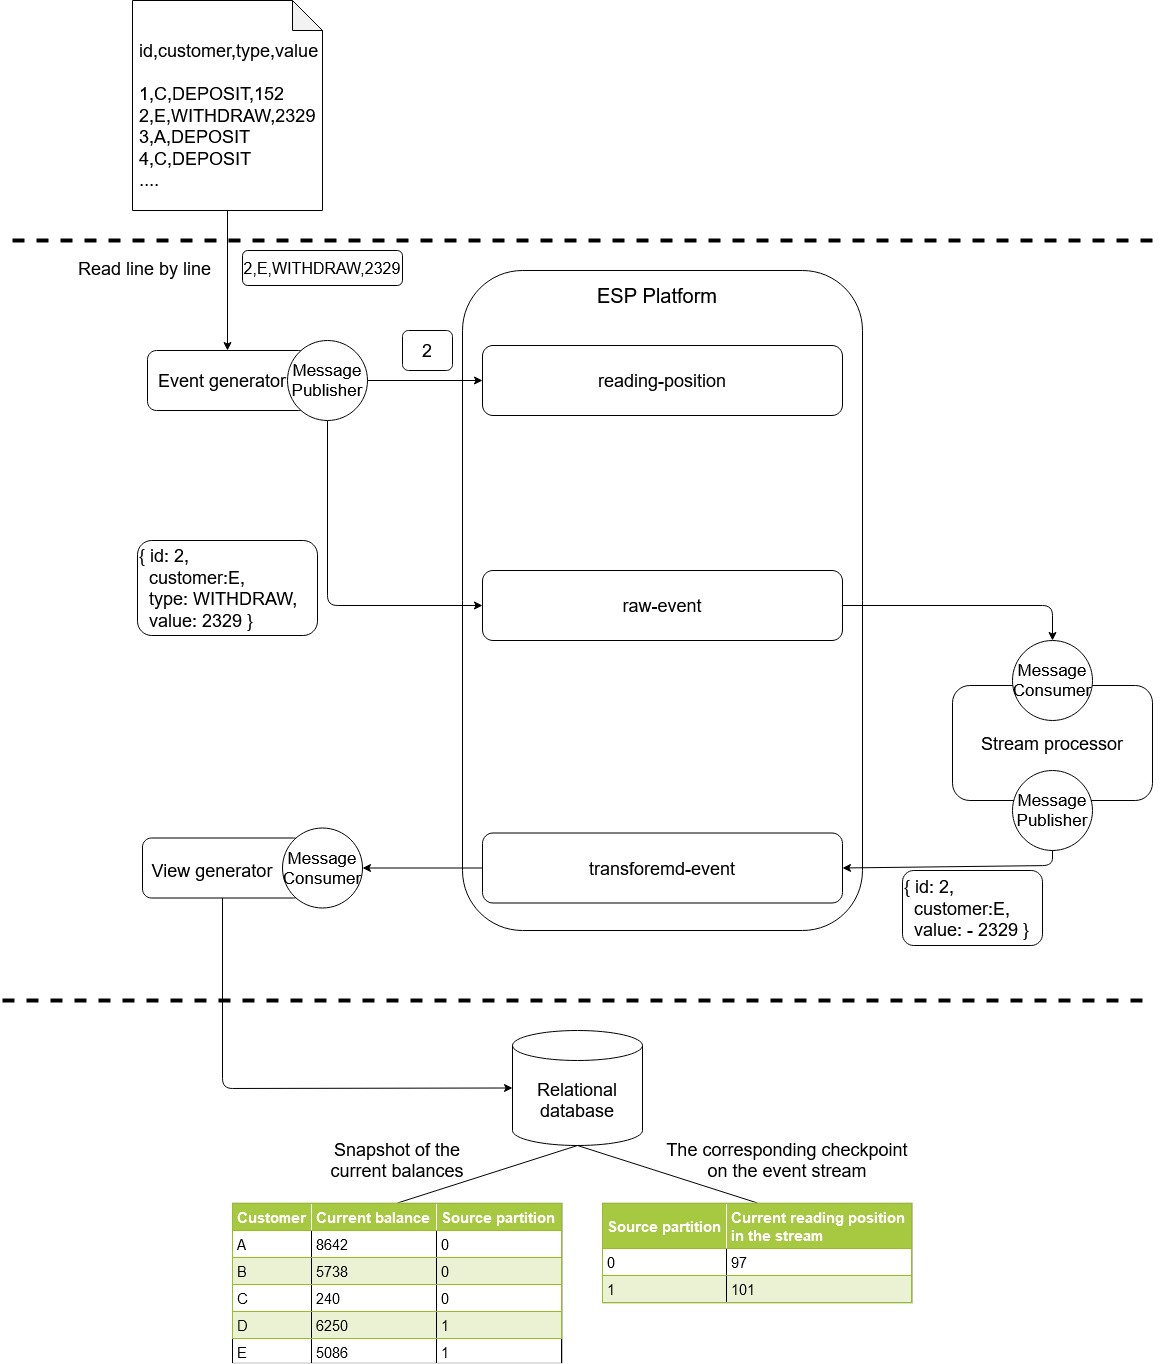 id,customer,type,value
1,C,DEPOSIT,152
2,E,WITHDRAW,2329
3,A,DEPOSIT
4,C,DEPOSIT
....
Read line by line
2,E,WITHDRAW,2329
ESP Platform
2
Event generator
Message
Publisher
reading-position
{ id: 2,
customer:E,
type: WITHDRAW,
value: 2329 }
raw-event
Message
Consumer
Stream processor
Message
Publisher
View generator
Message
Consumer
transforemd-event
{ id: 2,
customer:E,
value: - 2329 }
Relational
database
Snapshot of the
current balances
The corresponding checkpoint
on the event stream
Customer Current balance Source partition
A 8642 0
B 5738 0
C 240 0
D 6250 1
E 5086 1
Source partition Current reading position
in the stream
0 97
1 101